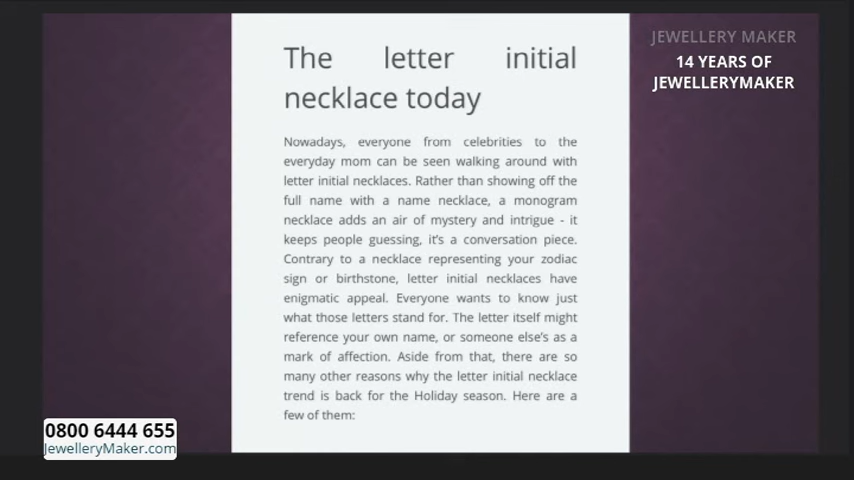 The letter initial
necklace today
Nowadays, everyone from celebrities to the
everyday mom can be seen walking around with
letter initial necklaces. Rather than showing off the
full name with a name necklace, a monogram
necklace adds an air of mystery and intrigue - it
keeps people guessing, it's a conversation piece.
Contrary to a necklace representing your zodiac
sign or birthstone, letter initial necklaces have
enigmatic appeal. Everyone wants to know just
what those letters stand for. The letter itself might
reference your own name, or someone else's as a
mark of affection. Aside from that, there are so
many other reasons why the letter initial necklace
trend is back for the Holiday season. Here are a
few of them:
JEWELLERY MAKER
14 YEARS OF
JEWELLERYMAKER
0800 6444 655
JewelleryMaker.com